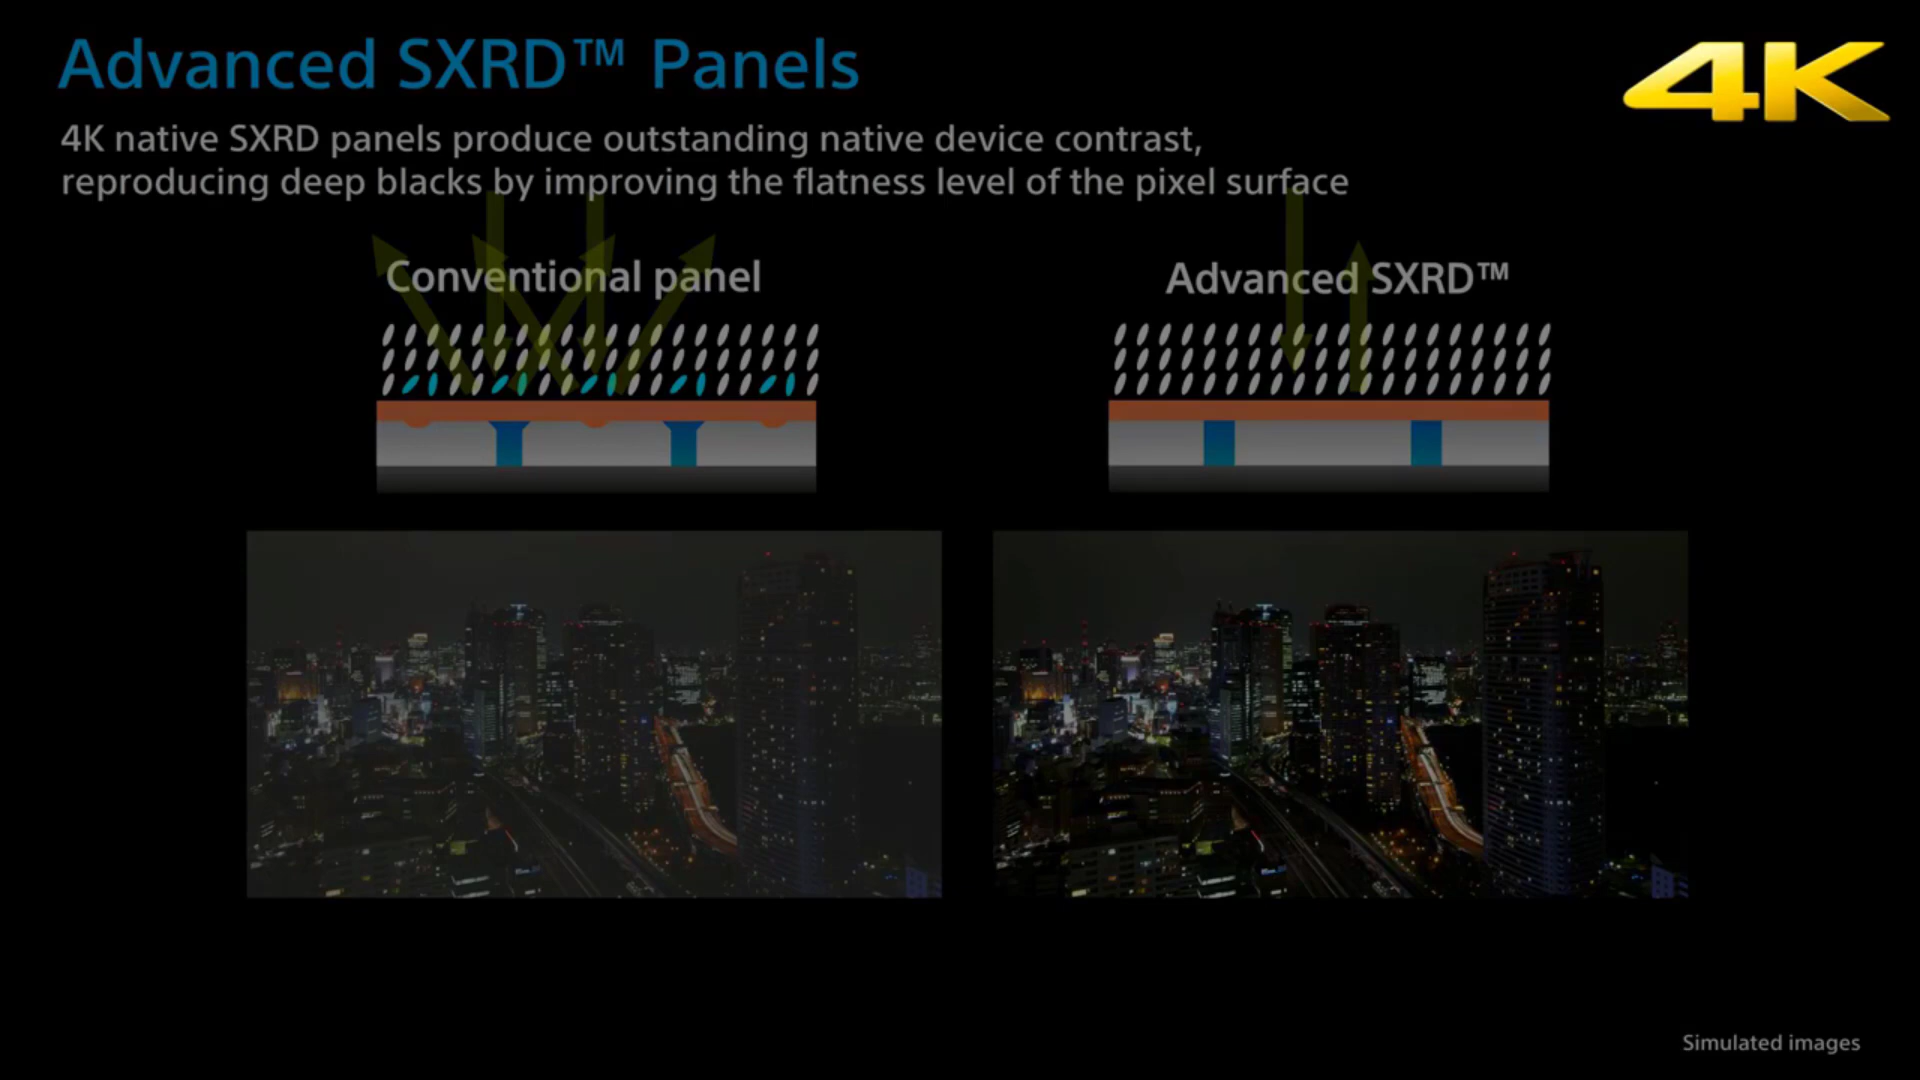 Advanced SXRD™ Panels
4K
4K native SXRD panels produce outstanding native device contrast,
reproducing deep blacks by improving the flatness level of the pixel surface
Conventional panel
Advanced SXRD™
Simulated images